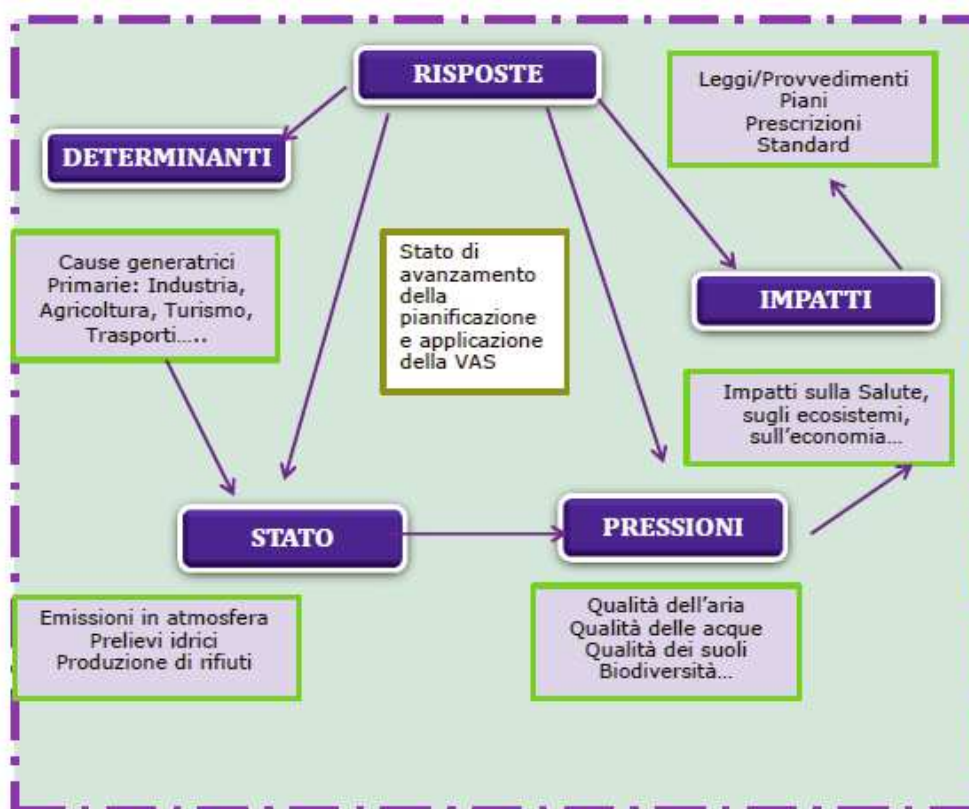 RISPOSTE
Leggi/Provvedimenti
Piani
Prescrizioni
Standard
DETERMINANTI
Cause generatrici
Primarie: Industria,
Agricoltura, Turismo,
Trasporti…..
Stato di
avanzamento
della
pianificazione
e applicazione
della VAS
IMPATTI
Impatti sulla Salute,
sugli ecosistemi,
sull'economia…
STATO
PRESSIONI
Emissioni in atmosfera
Prelievi idrici
Produzione di rifiuti
Qualità dell'aria
Qualità delle acque
Qualità dei suoli
Biodiversità…